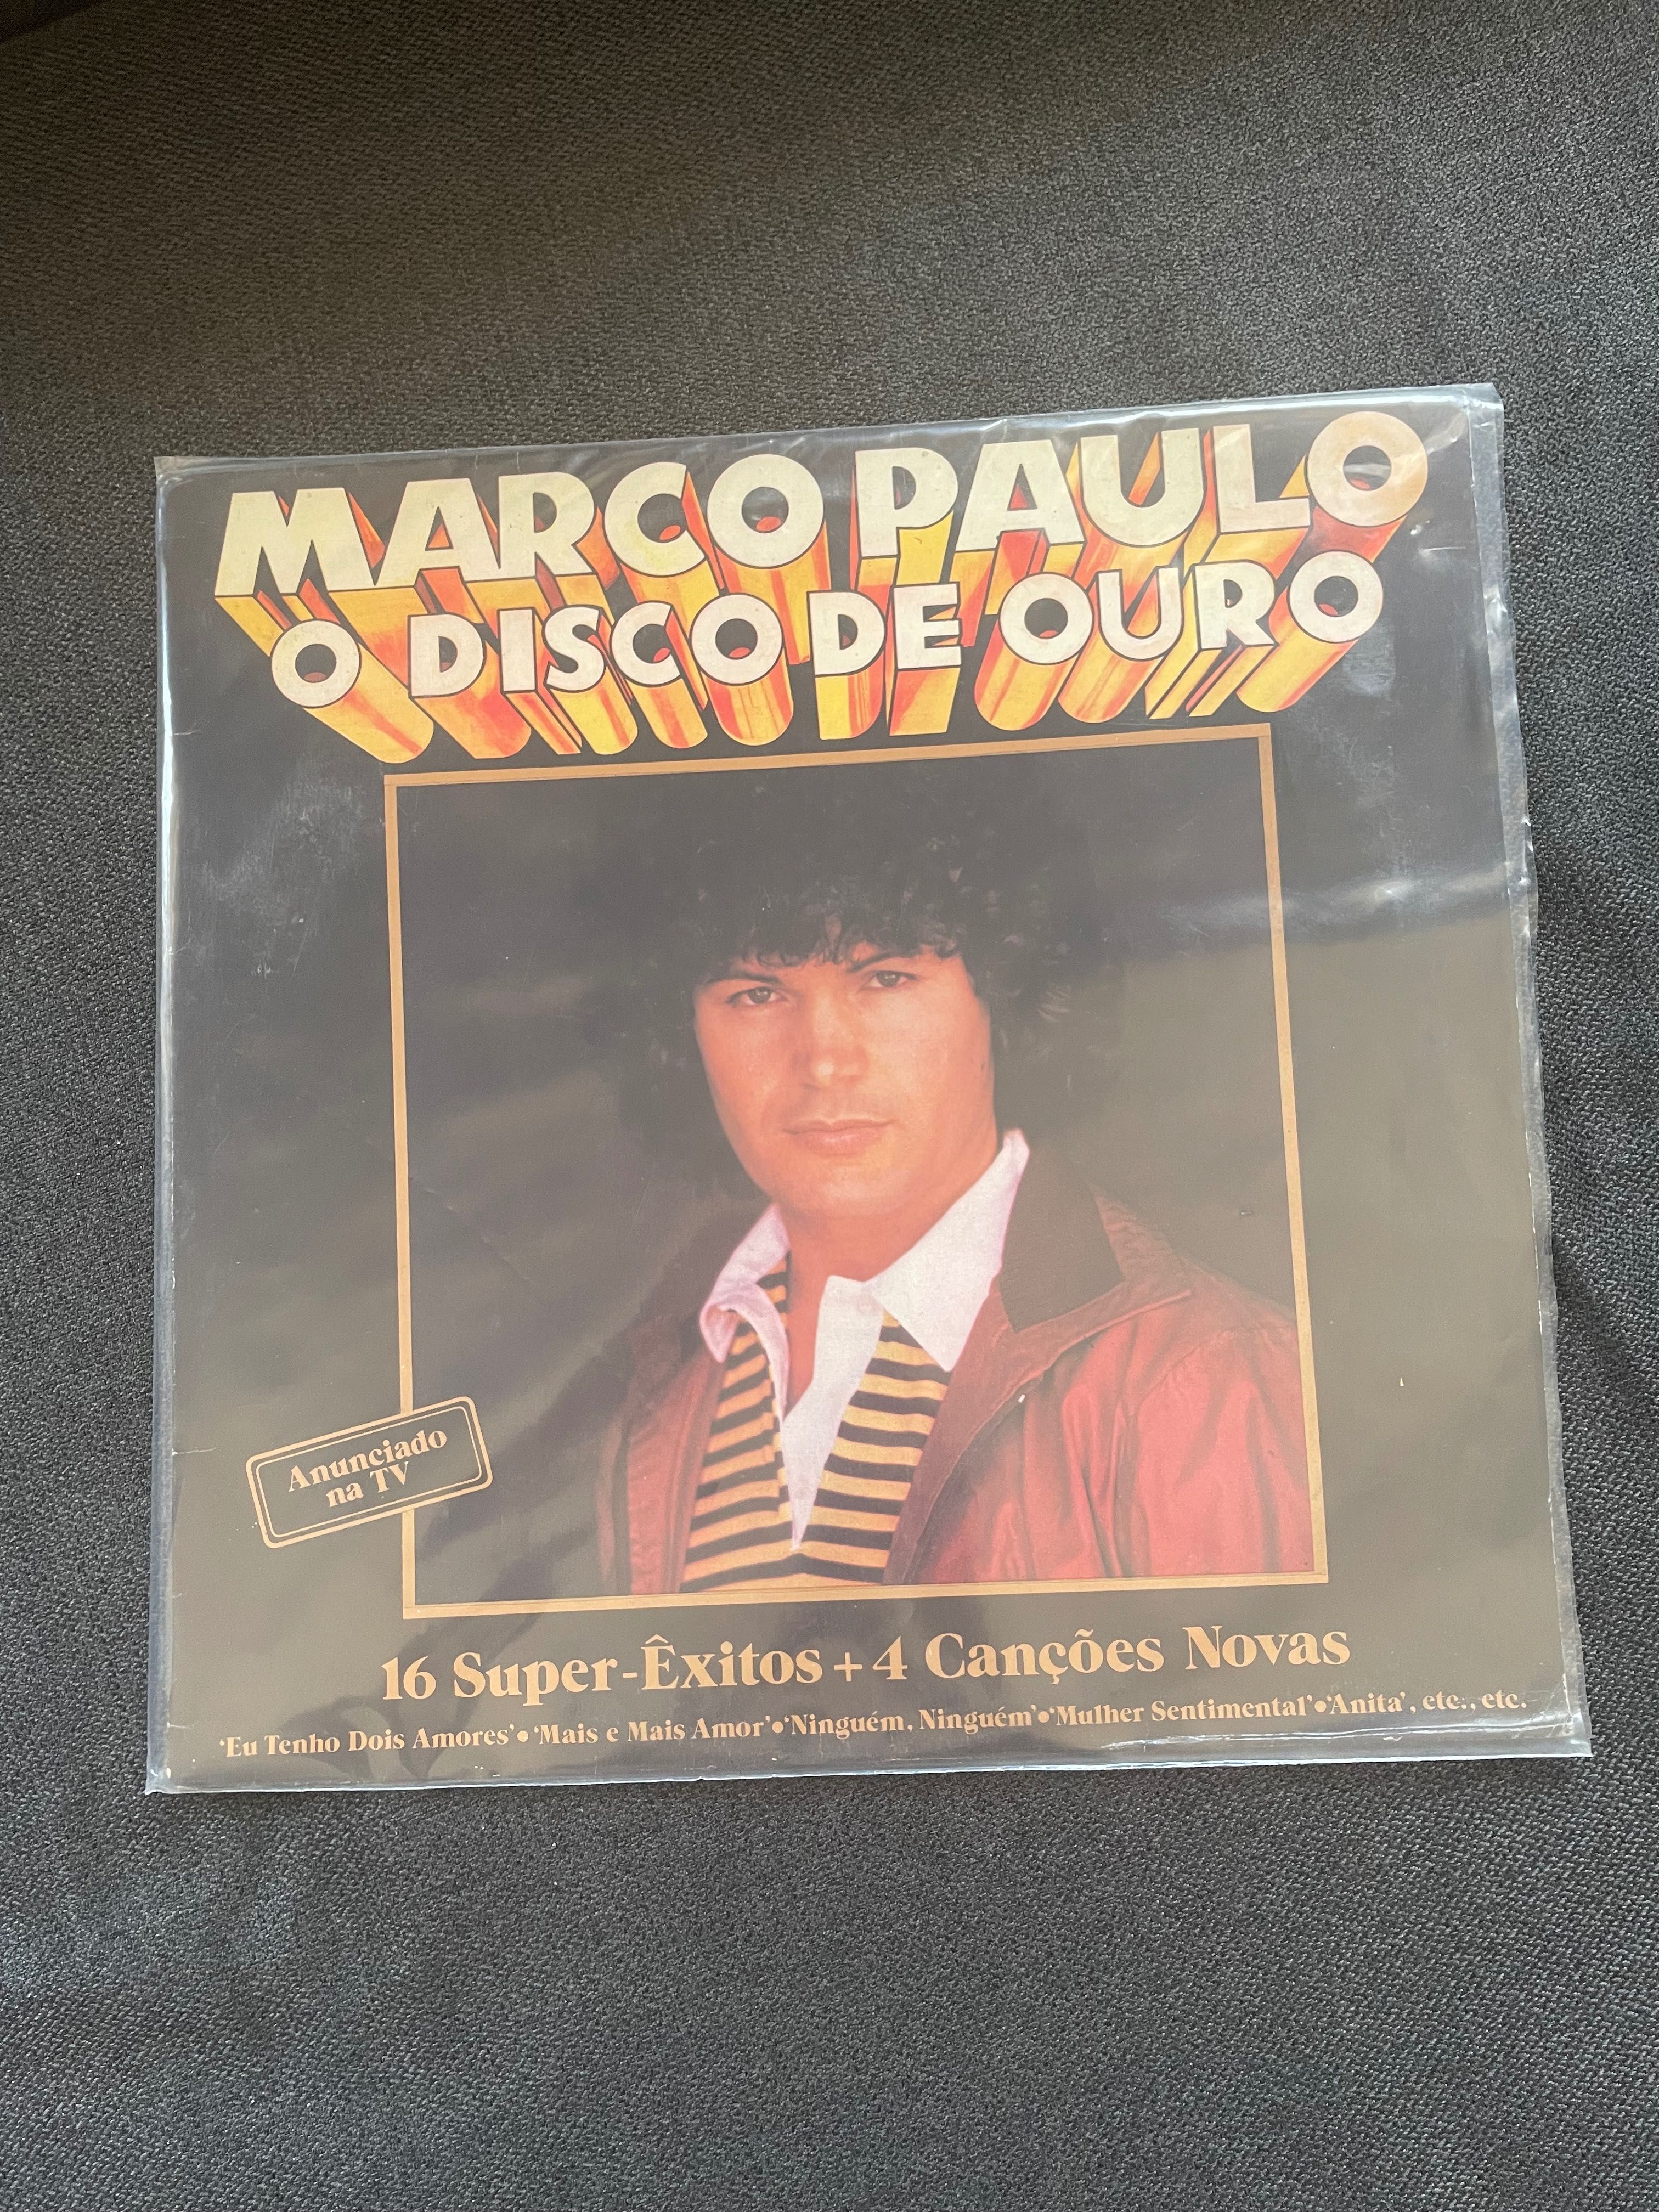 MARCO PAULO
O DISCO DE OURO
Anunciado
na TV
16 Super-Êxitos + 4 Canções Novas
'Eu Tenho Dois Amores' • 'Mais e Mais Amor' • 'Ninguém, Ninguém' • 'Mulher Sentimental' • 'Anita', etc., etc.